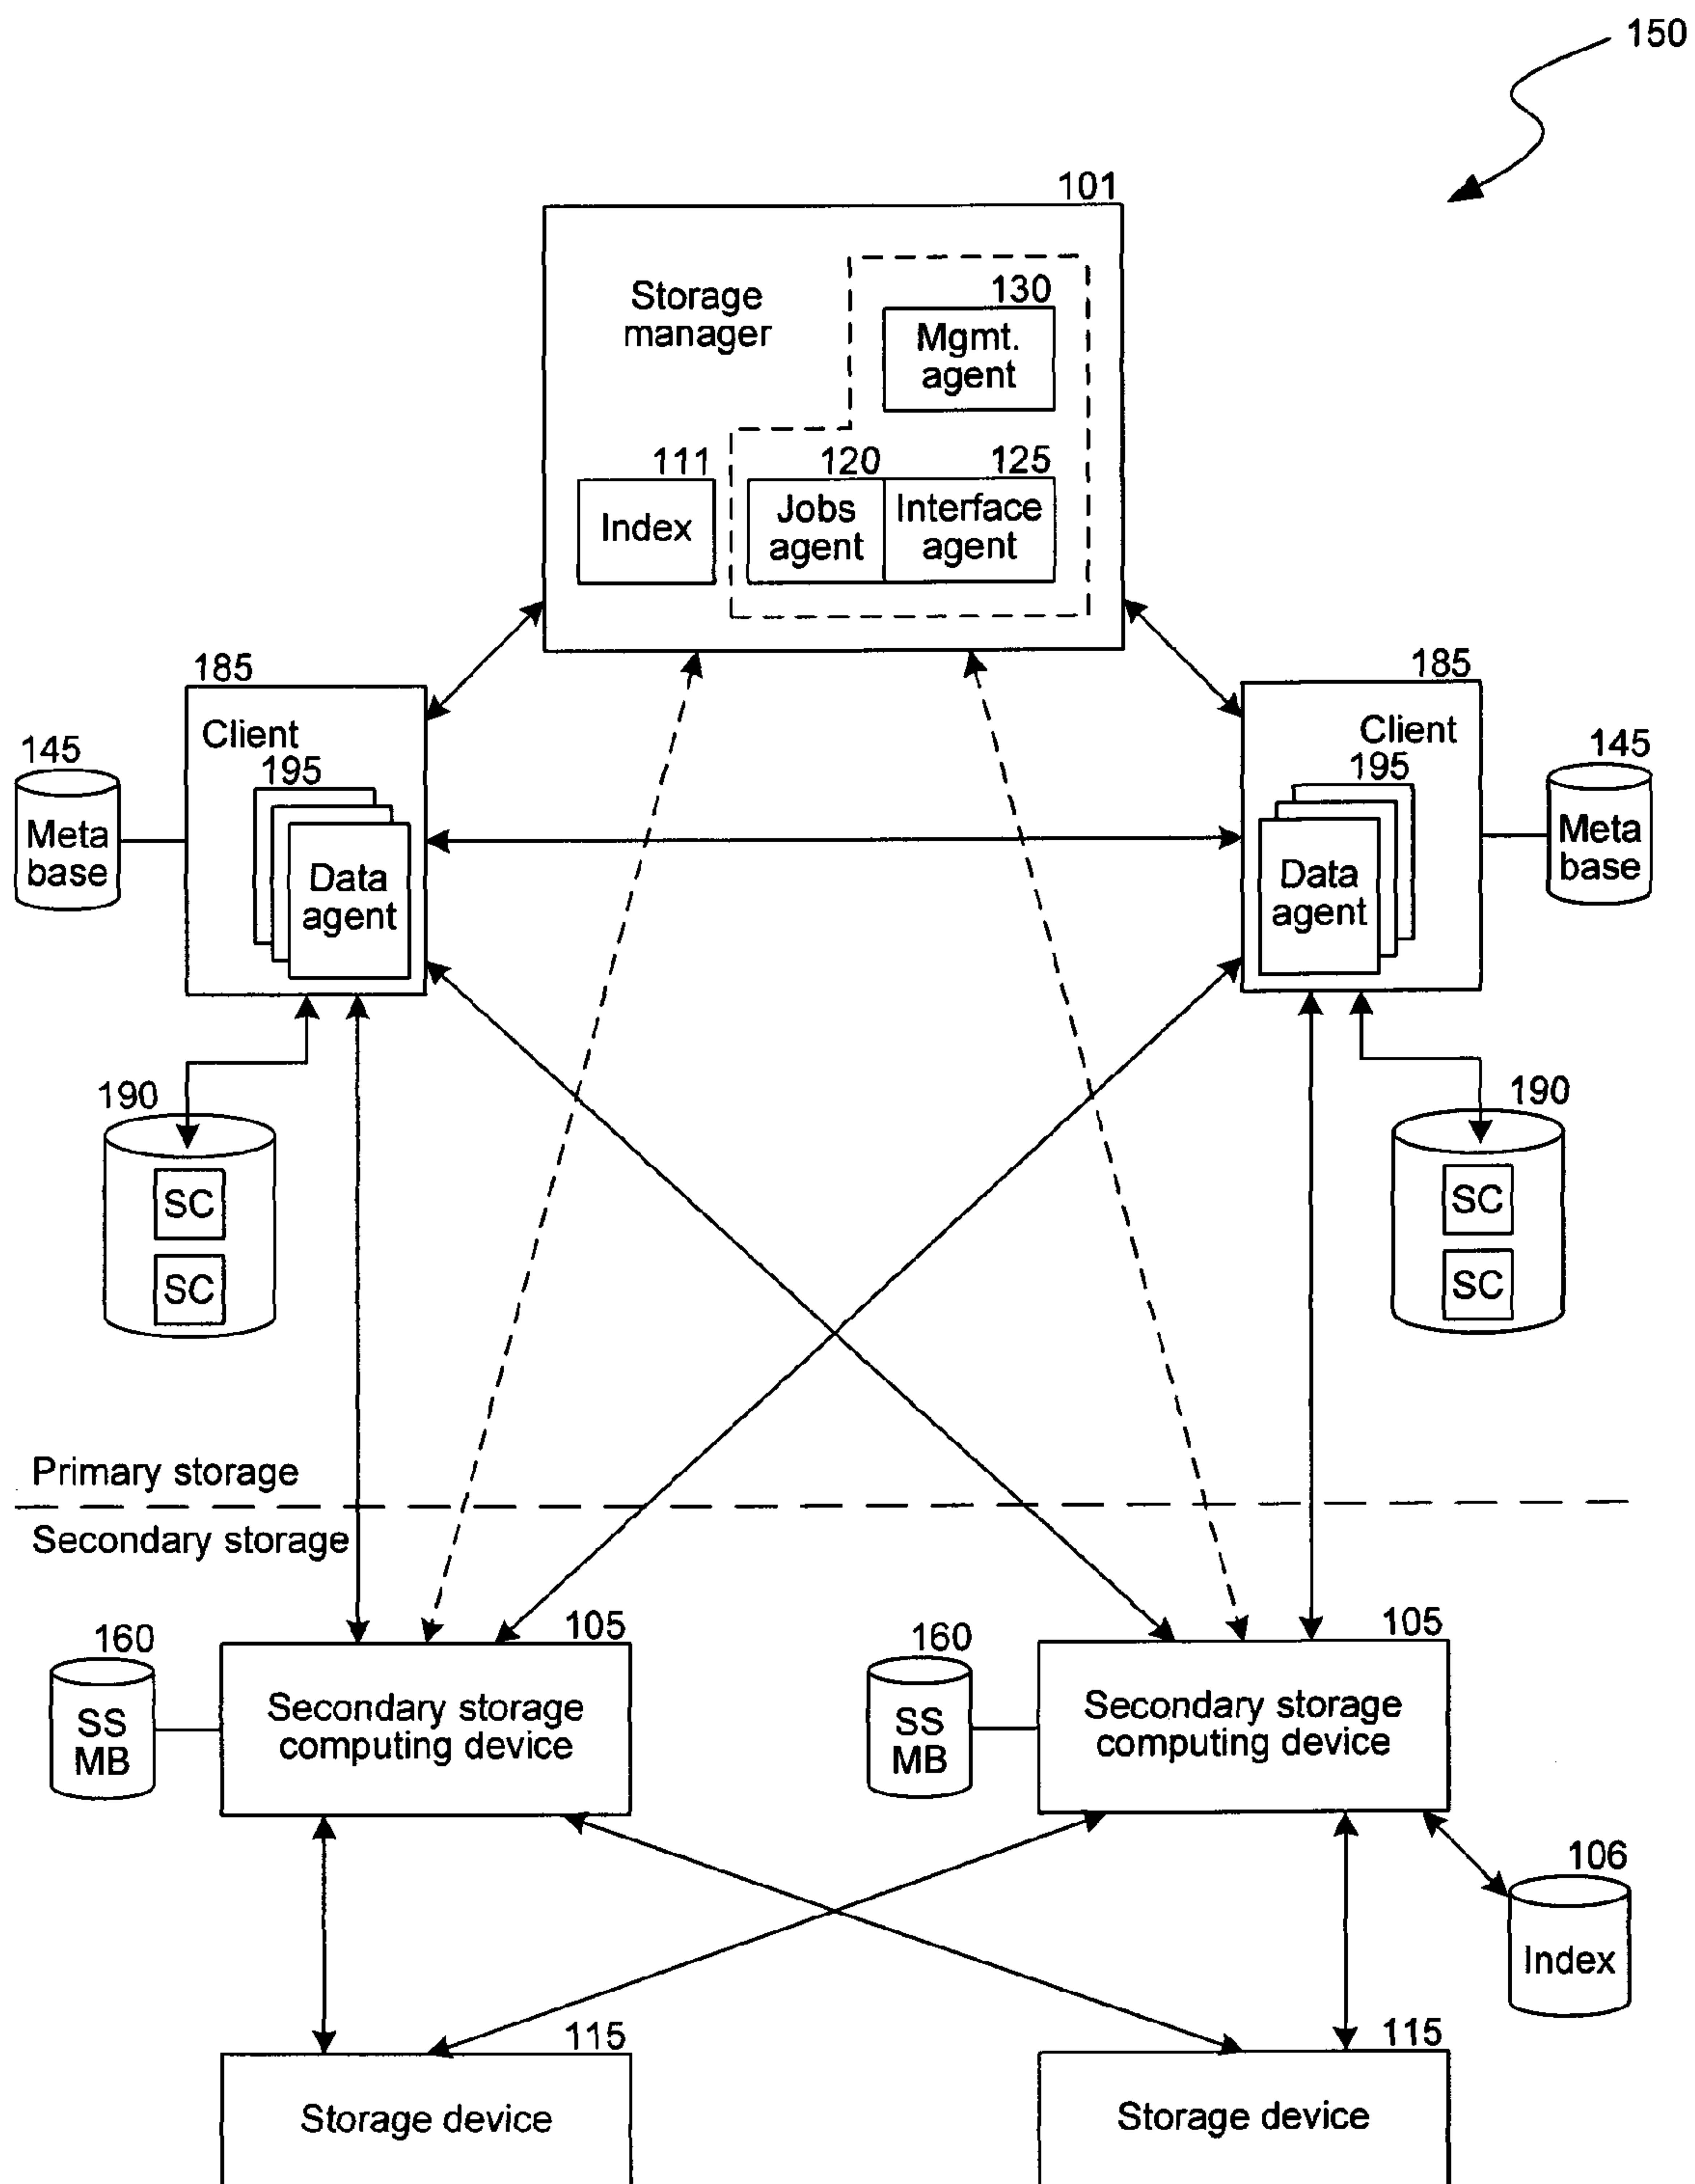 150
101
Storage
manager
130
Mgmt.
agent
111
Index
120
Jobs
agent
125
Interface
agent
185
Client
195
Data
agent
145
Meta
base
185
Client
195
Data
agent
145
Meta
base
190
SC
SC
190
SC
SC
Primary storage
Secondary storage
160
SS
MB
105
Secondary storage
computing device
160
SS
MB
105
Secondary storage
computing device
106
Index
115
Storage device
115
Storage device